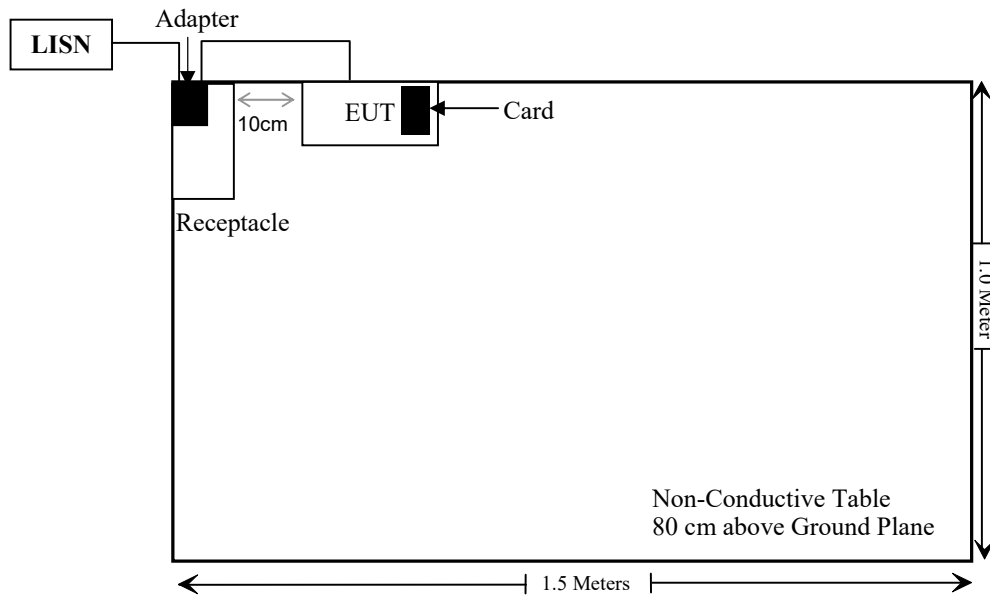 Adapter
LISN
EUT
Card
10cm
Receptacle
1.0 Meter
Non-Conductive Table
80 cm above Ground Plane
1.5 Meters